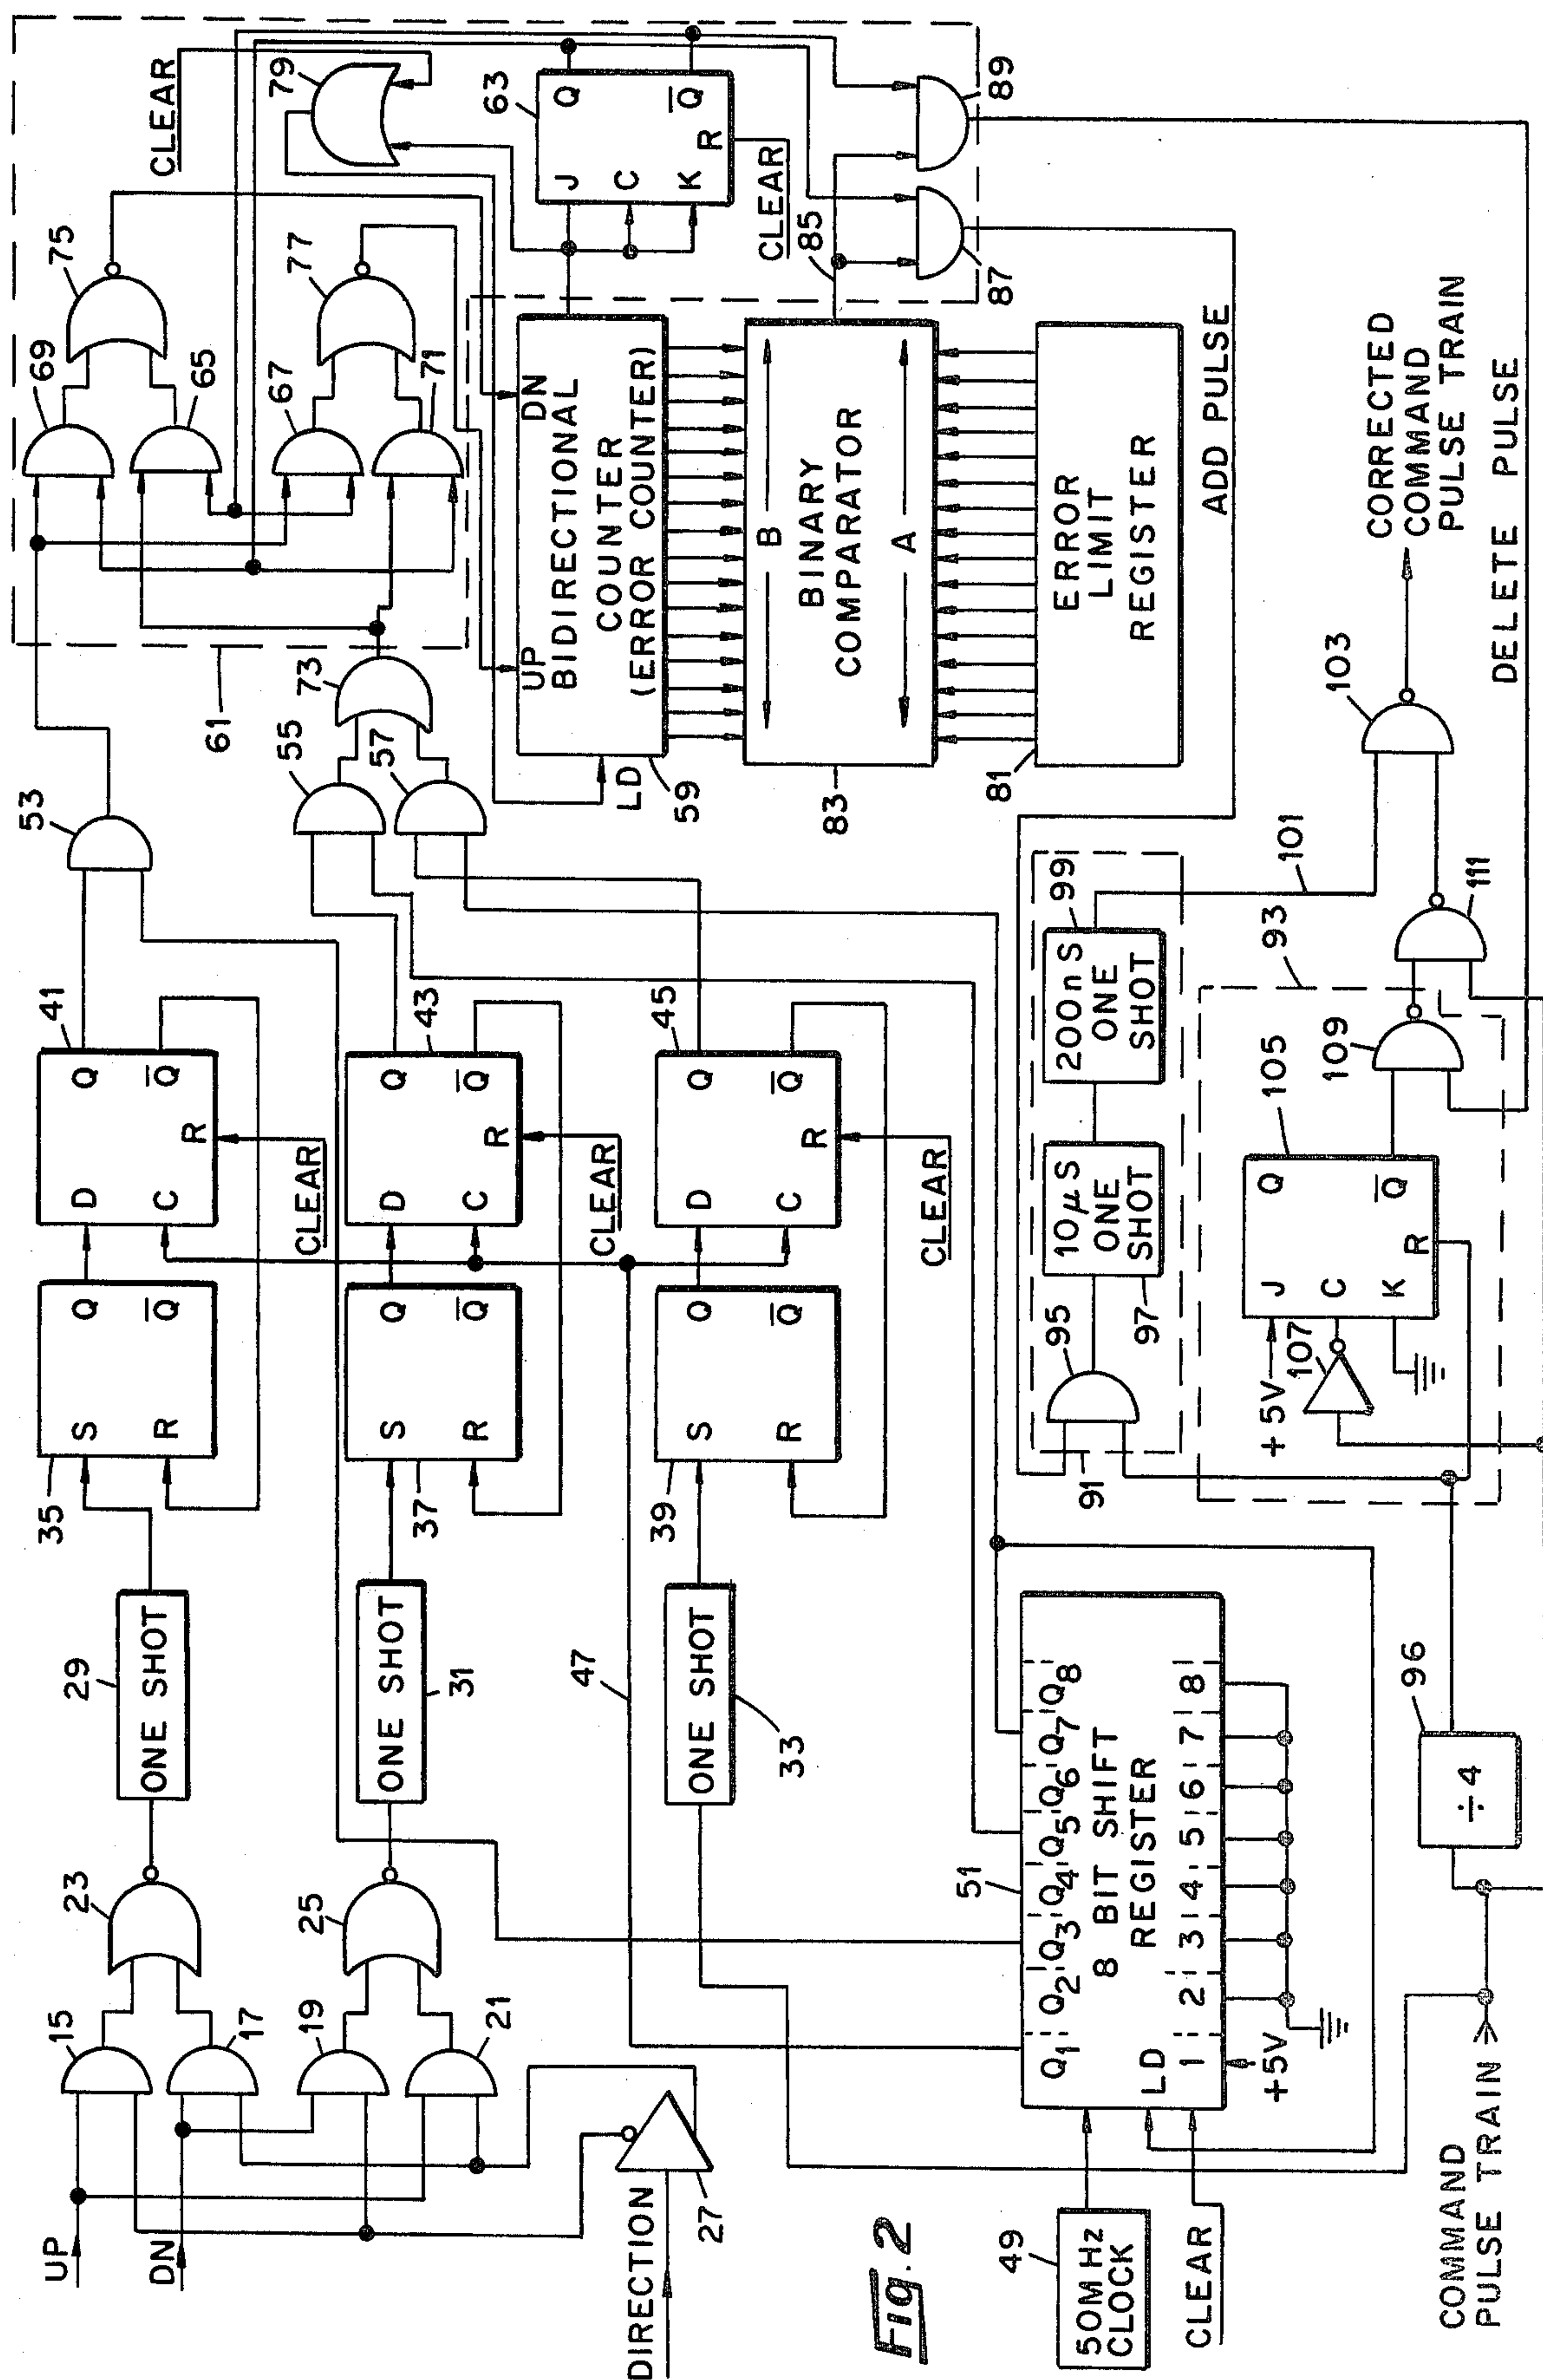 UP
DN
DIRECTION
27
15
17
19
21
23
25
29
ONE SHOT
31
ONE SHOT
33
ONE SHOT
35
S
Q
R
Q̅
37
S
Q
R
Q̅
39
S
Q
R
Q̅
41
D
Q
C
Q̅
R
CLEAR
43
D
Q
C
Q̅
R
CLEAR
45
D
Q
C
Q̅
R
CLEAR
47
53
55
57
73
61
69
65
67
71
75
77
CLEAR
79
63
J
Q
C
K
Q̅
R
CLEAR
UP
DN
BIDIRECTIONAL
COUNTER
(ERROR COUNTER)
LD
59
B
BINARY
COMPARATOR
A
83
85
87
89
81
ERROR
LIMIT
REGISTER
ADD PULSE
DELETE PULSE
CORRECTED
COMMAND
PULSE TRAIN
103
101
111
93
99
200nS
ONE
SHOT
10µS
ONE
SHOT
97
95
91
109
105
J
Q
C
K
Q̅
R
+5V
107
51
Q1
Q2
Q3
Q4
Q5
Q6
Q7
Q8
8 BIT SHIFT
REGISTER
LD
1
2
3
4
5
6
7
8
+5V
49
50MHz
CLOCK
CLEAR
96
÷4
COMMAND
PULSE TRAIN
Fig. 2